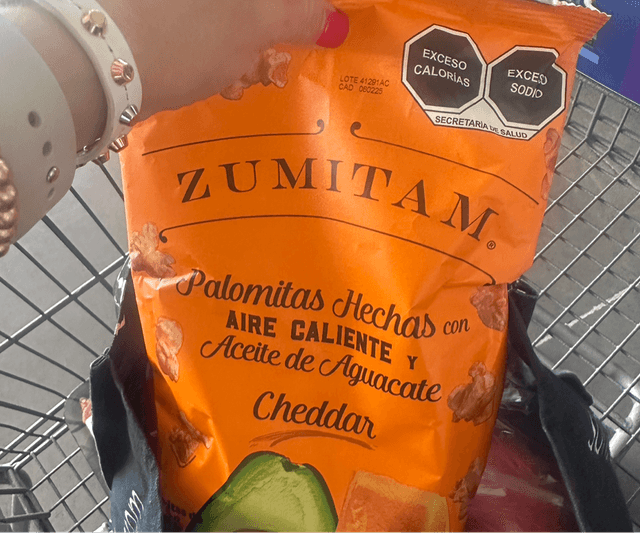 EXCESO
CALORÍAS
EXCESO
SODIO
SECRETARÍA DE SALUD
LOTE 41291AC
CAD 080225
ZUMITAM®
Palomitas Hechas con
AIRE CALIENTE Y
Aceite de Aguacate
Cheddar